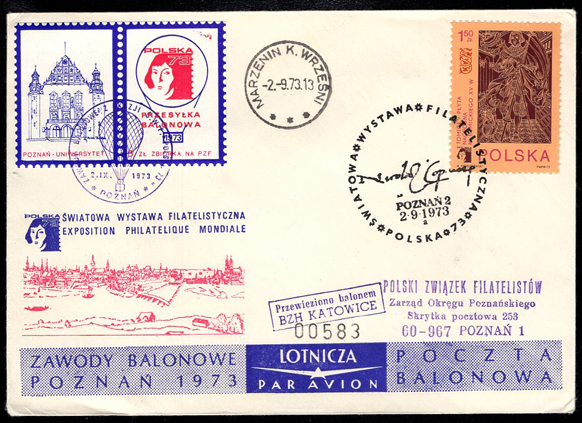 POLSKA 73
PRZESYŁKA
BALONOWA
1973
POZNAŃ-UNIWERSYTET
ZŁ. ZBIÓRKA NA PZF
2.IX. 1973
POZNAŃ
MARZENIN K. WRZEŚNI
-2.-9.73.13
1.50 ZŁ
POLSKA
ŚWIATOWA WYSTAWA FILATELISTYCZNA
POLSKA 73
POZNAŃ 2
2-9-1973
a
POLSKA 73
ŚWIATOWA WYSTAWA FILATELISTYCZNA
EXPOSITION PHILATELIQUE MONDIALE
Przewieziono balonem
BZH KATOWICE
00583
POLSKI ZWIĄZEK FILATELISTÓW
Zarząd Okręgu Poznańskiego
Skrytka pocztowa 253
60-967 POZNAŃ 1
ZAWODY BALONOWE
POZNAŃ 1973
LOTNICZA
PAR AVION
POCZTA
BALONOWA